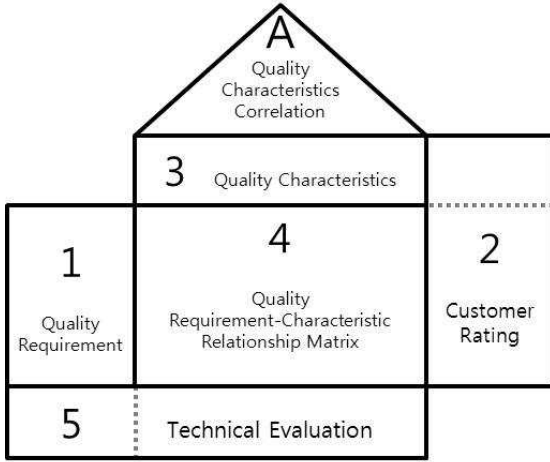 A
Quality
Characteristics
Correlation
3 Quality Characteristics
1
Quality
Requirement
4
Quality
Requirement-Characteristic
Relationship Matrix
2
Customer
Rating
5 Technical Evaluation